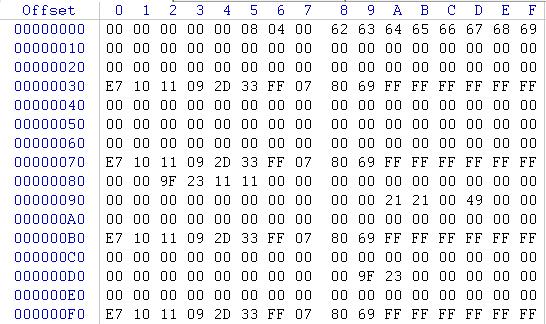 Offset 0 1 2 3 4 5 6 7 8 9 A B C D E F
00000000 00 00 00 00 00 08 04 00 62 63 64 65 66 67 68 69
00000010 00 00 00 00 00 00 00 00 00 00 00 00 00 00 00 00
00000020 00 00 00 00 00 00 00 00 00 00 00 00 00 00 00 00
00000030 E7 10 11 09 2D 33 FF 07 80 69 FF FF FF FF FF FF
00000040 00 00 00 00 00 00 00 00 00 00 00 00 00 00 00 00
00000050 00 00 00 00 00 00 00 00 00 00 00 00 00 00 00 00
00000060 00 00 00 00 00 00 00 00 00 00 00 00 00 00 00 00
00000070 E7 10 11 09 2D 33 FF 07 80 69 FF FF FF FF FF FF
00000080 00 00 9F 23 11 11 00 00 00 00 00 00 00 00 00 00
00000090 00 00 00 00 00 00 00 00 00 00 21 21 00 49 00 00
000000A0 00 00 00 00 00 00 00 00 00 00 00 00 00 00 00 00
000000B0 E7 10 11 09 2D 33 FF 07 80 69 FF FF FF FF FF FF
000000C0 00 00 00 00 00 00 00 00 00 00 00 00 00 00 00 00
000000D0 00 00 00 00 00 00 00 00 00 9F 23 00 00 00 00 00
000000E0 00 00 00 00 00 00 00 00 00 00 00 00 00 00 00 00
000000F0 E7 10 11 09 2D 33 FF 07 80 69 FF FF FF FF FF FF